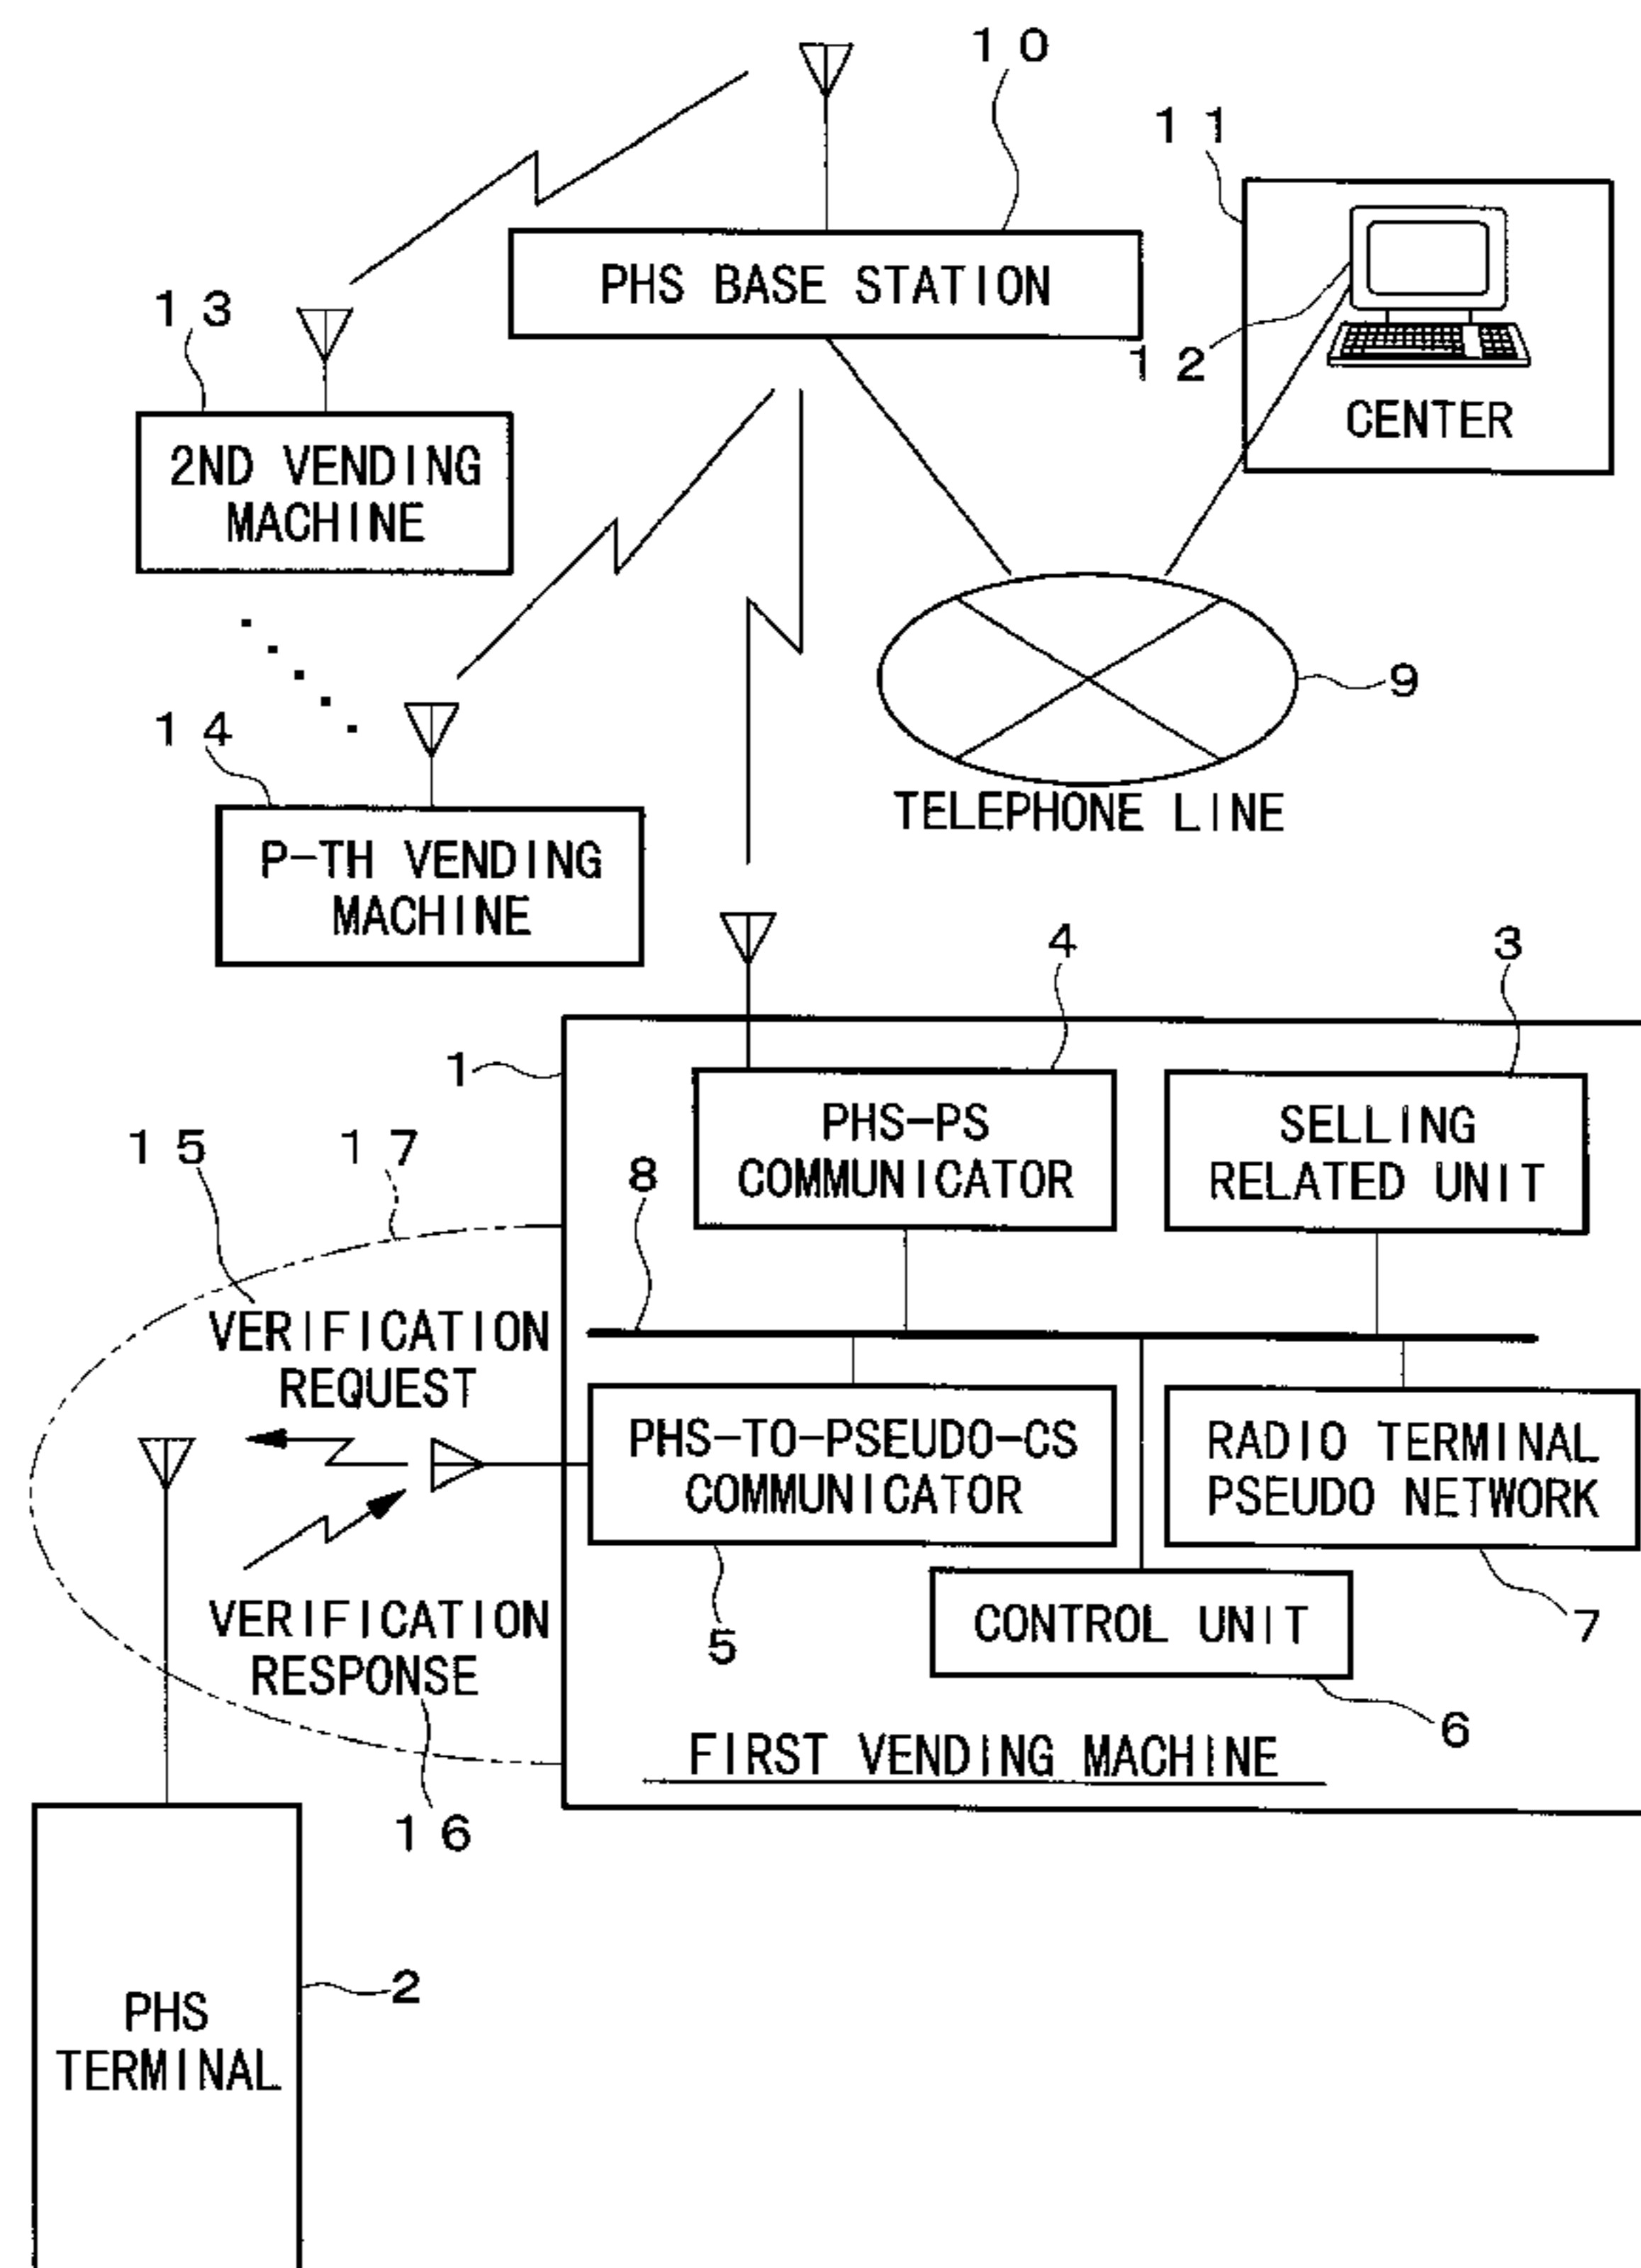 10
11
PHS BASE STATION
12
CENTER
13
2ND VENDING
MACHINE
9
TELEPHONE LINE
14
P-TH VENDING
MACHINE
4
3
1
PHS-PS
COMMUNICATOR
SELLING
RELATED UNIT
15
17
8
VERIFICATION
REQUEST
PHS-TO-PSEUDO-CS
COMMUNICATOR
RADIO TERMINAL
PSEUDO NETWORK
VERIFICATION
RESPONSE
5
CONTROL UNIT
7
6
FIRST VENDING MACHINE
16
2
PHS
TERMINAL